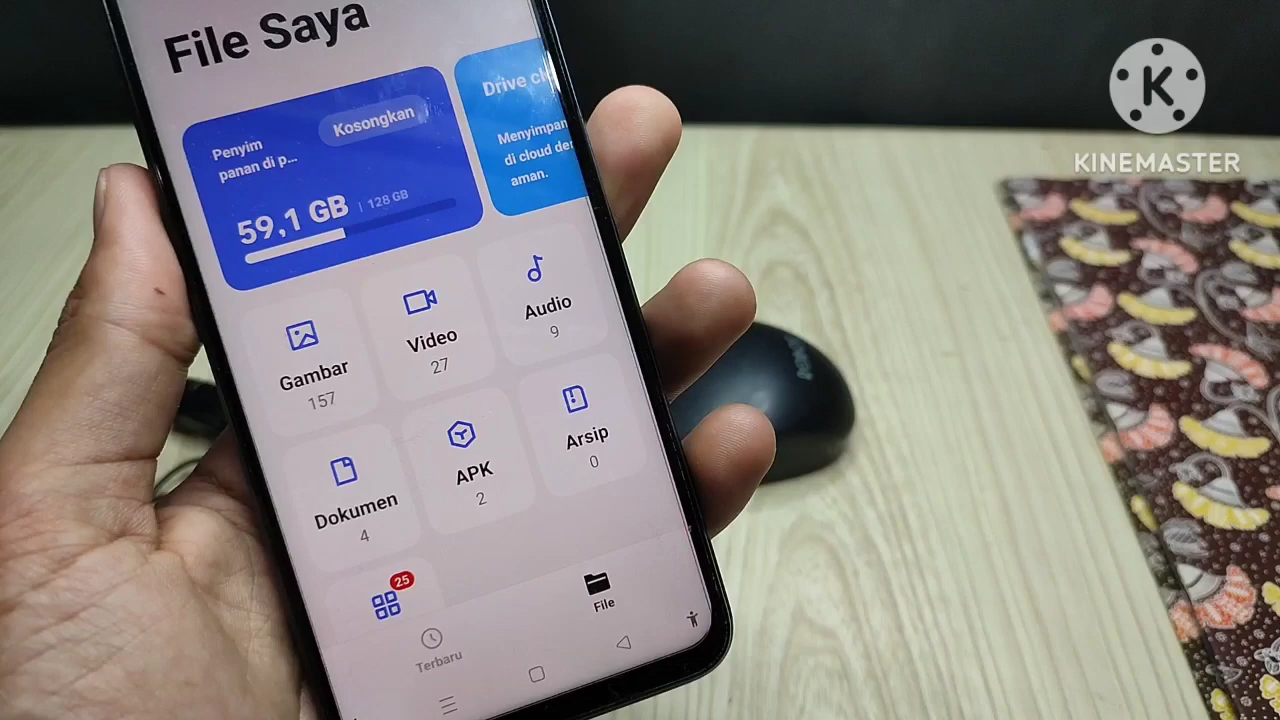 File Saya
Penyim
panan di p...
Kosongkan
59,1 GB | 128 GB
Menyimpan
di cloud
aman.
Gambar
157
Video
27
Audio
9
Dokumen
4
APK
2
Arsip
0
25
Terbaru
File
KINEMASTER
K